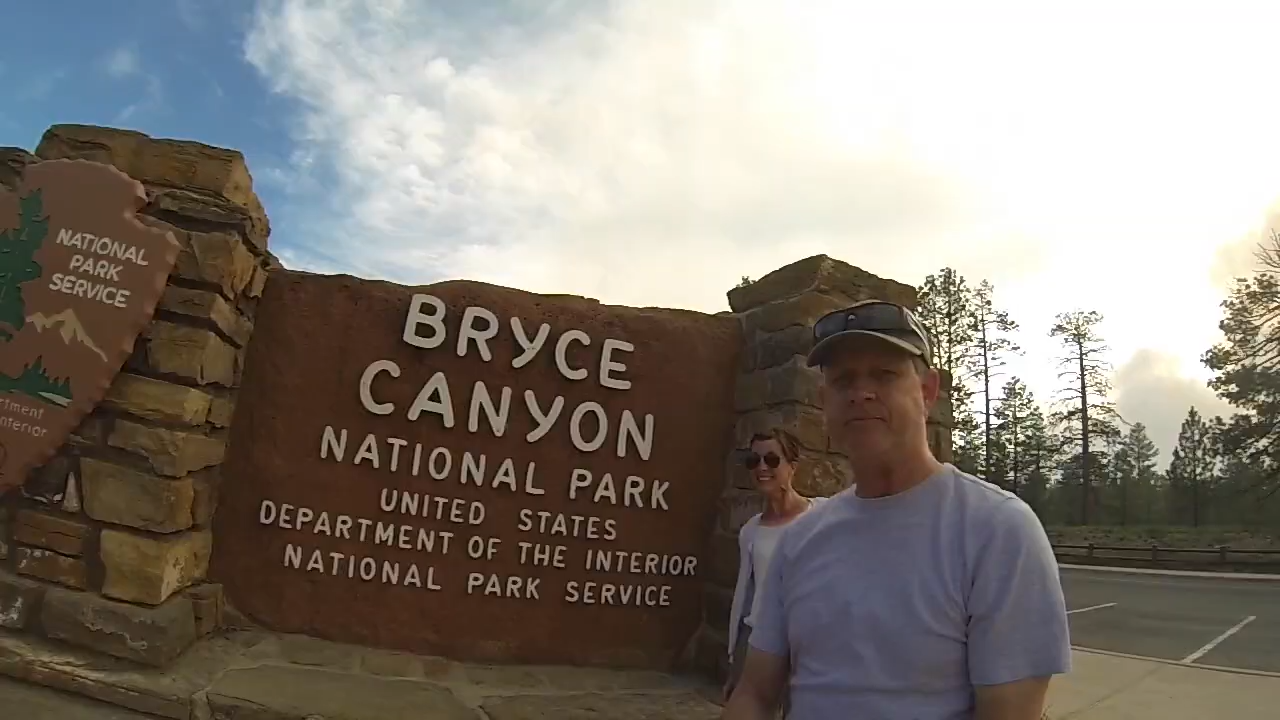 NATIONAL
PARK
SERVICE
BRYCE
CANYON
NATIONAL PARK
UNITED STATES
DEPARTMENT OF THE INTERIOR
NATIONAL PARK SERVICE